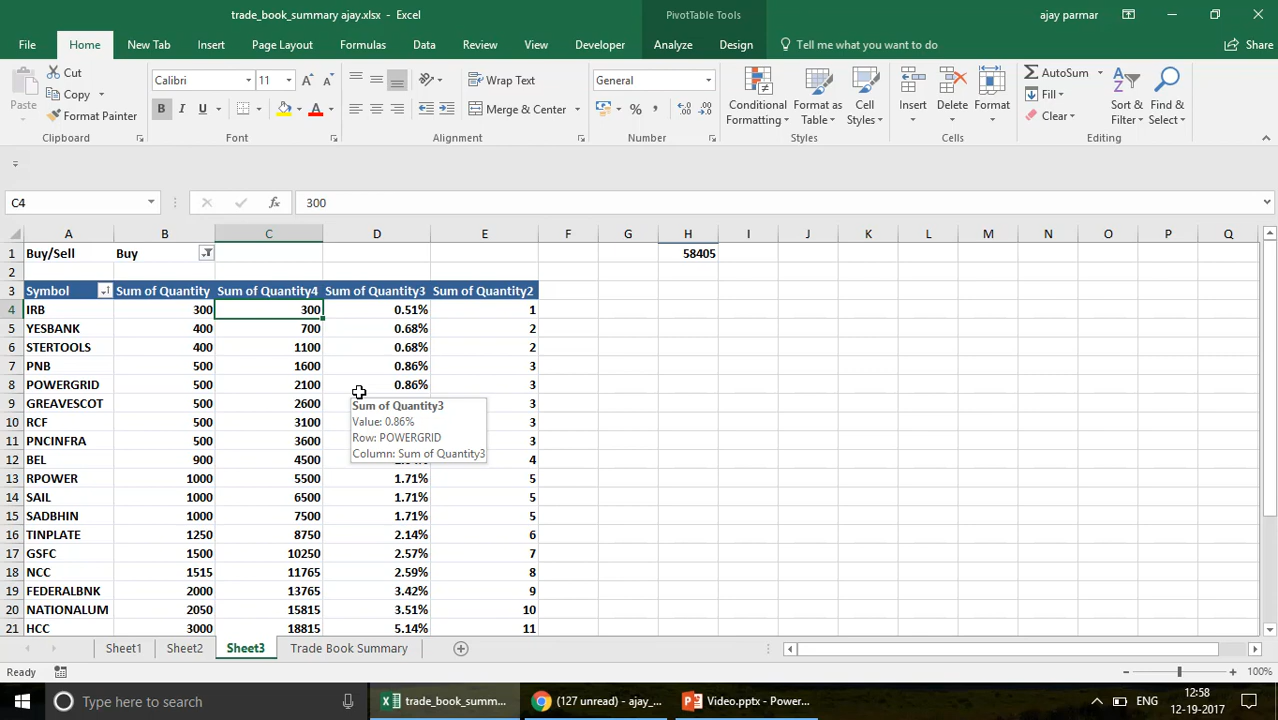 trade_book_summary ajay.xlsx - Excel
PivotTable Tools
ajay parmar
File Home New Tab Insert Page Layout Formulas Data Review View Developer Analyze Design Tell me what you want to do Share
Paste
Cut
Copy
Format Painter
Clipboard
Calibri 11
B I U
Font
Wrap Text
Merge & Center
Alignment
General
Number
Conditional Formatting
Format as Table
Cell Styles
Styles
Insert
Delete
Format
Cells
AutoSum
Fill
Clear
Sort & Filter
Find & Select
Editing
C4 fx 300
A B C D E F G H I J K L M N O P Q
1 Buy/Sell Buy 58405
2
3 Symbol Sum of Quantity Sum of Quantity4 Sum of Quantity3 Sum of Quantity2
4 IRB 300 300 0.51% 1
5 YESBANK 400 700 0.68% 2
6 STERTOOLS 400 1100 0.68% 2
7 PNB 500 1600 0.86% 3
8 POWERGRID 500 2100 0.86% 3
9 GREAVESCOT 500 2600 3
10 RCF 500 3100 3
11 PNCINFRA 500 3600 3
12 BEL 900 4500 4
13 RPOWER 1000 5500 1.71% 5
14 SAIL 1000 6500 1.71% 5
15 SADBHIN 1000 7500 1.71% 5
16 TINPLATE 1250 8750 2.14% 6
17 GSFC 1500 10250 2.57% 7
18 NCC 1515 11765 2.59% 8
19 FEDERALBNK 2000 13765 3.42% 9
20 NATIONALUM 2050 15815 3.51% 10
21 HCC 3000 18815 5.14% 11
Sum of Quantity3
Value: 0.86%
Row: POWERGRID
Column: Sum of Quantity3
Sheet1 Sheet2 Sheet3 Trade Book Summary
Ready 100%
Type here to search
trade_book_summ...
(127 unread) - ajay_...
Video.pptx - Power...
ENG
12:58
12-19-2017